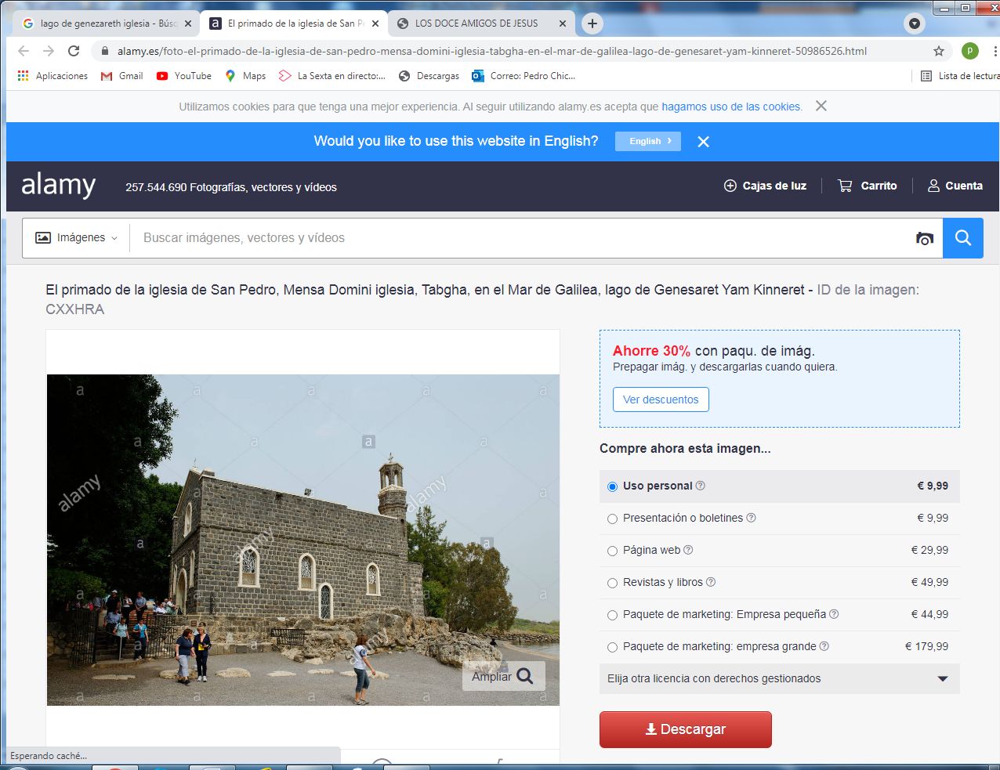 lago de genezareth iglesia - Búsq
El primado de la iglesia de San P
LOS DOCE AMIGOS DE JESUS
alamy.es/foto-el-primado-de-la-iglesia-de-san-pedro-mensa-domini-iglesia-tabgha-en-el-mar-de-galilea-lago-de-genesaret-yam-kinneret-50986526.html
P
Aplicaciones
Gmail
YouTube
Maps
La Sexta en directo:...
Descargas
Correo: Pedro Chic...
Lista de lectura
Utilizamos cookies para que tenga una mejor experiencia. Al seguir utilizando alamy.es acepta que hagamos uso de las cookies.
Would you like to use this website in English?
English
alamy
257.544.690 Fotografías, vectores y vídeos
Cajas de luz
Carrito
Cuenta
Imágenes
Buscar imágenes, vectores y vídeos
El primado de la iglesia de San Pedro, Mensa Domini iglesia, Tabgha, en el Mar de Galilea, lago de Genesaret Yam Kinneret - ID de la imagen:
CXXHRA
a a a a a
a a a a
alamy
alamy
alamy
alamy
Ampliar
Ahorre 30% con paqu. de imág.
Prepagar imág. y descargarlas cuando quiera.
Ver descuentos
Compre ahora esta imagen...
Uso personal € 9,99
Presentación o boletines € 9,99
Página web € 29,99
Revistas y libros € 49,99
Paquete de marketing: Empresa pequeña € 44,99
Paquete de marketing: empresa grande € 179,99
Elija otra licencia con derechos gestionados
Descargar
Esperando caché...